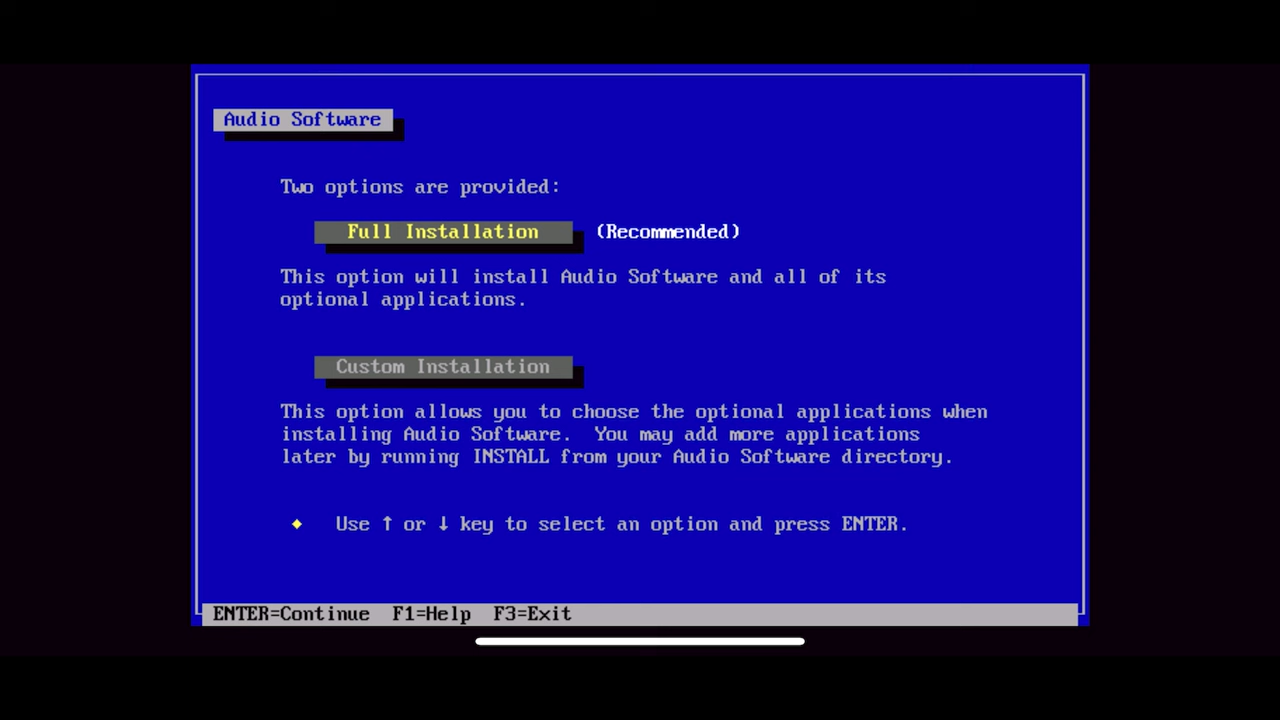 Audio Software
Two options are provided:
Full Installation (Recommended)
This option will install Audio Software and all of its
optional applications.
Custom Installation
This option allows you to choose the optional applications when
installing Audio Software.  You may add more applications
later by running INSTALL from your Audio Software directory.
◆ Use ↑ or ↓ key to select an option and press ENTER.
ENTER=Continue  F1=Help  F3=Exit